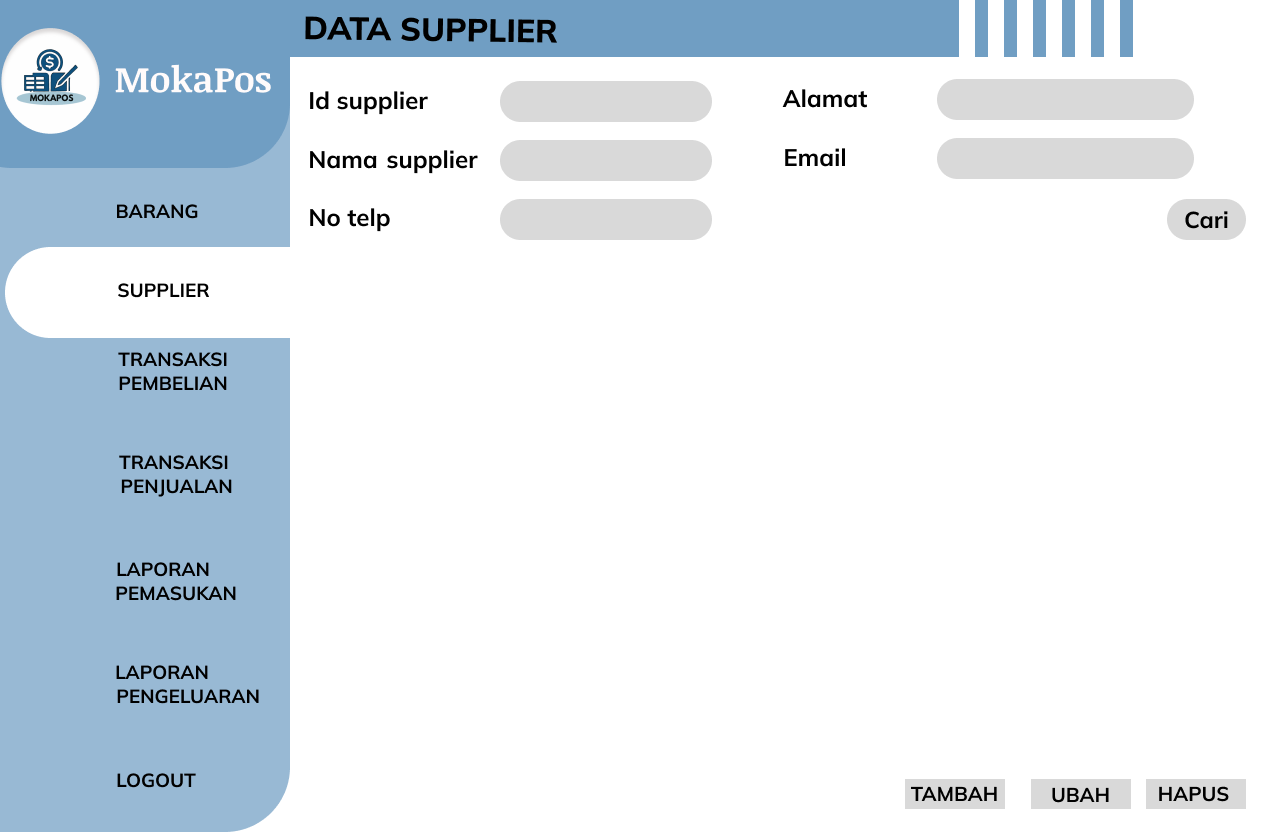 DATA SUPPLIER
MOKAPOS
MokaPos
Id supplier
Nama supplier
No telp
Alamat
Email
Cari
BARANG
SUPPLIER
TRANSAKSI
PEMBELIAN
TRANSAKSI
PENJUALAN
LAPORAN
PEMASUKAN
LAPORAN
PENGELUARAN
LOGOUT
TAMBAH
UBAH
HAPUS